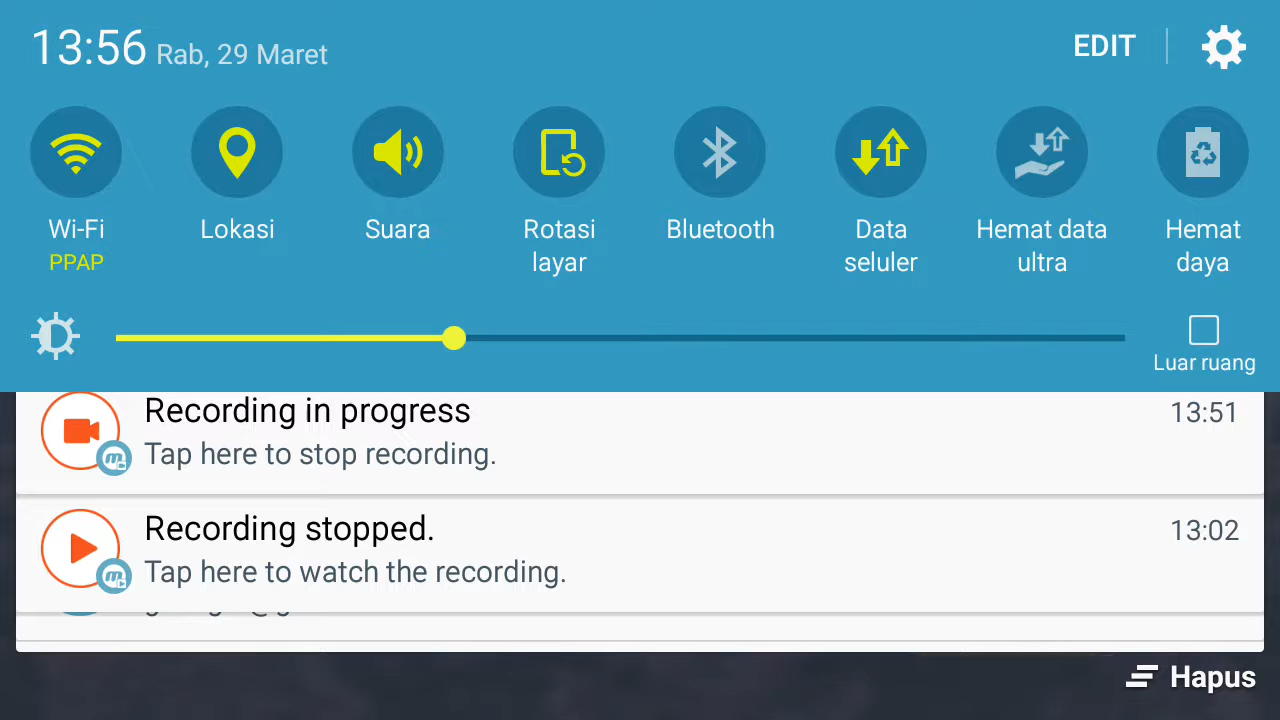 13:56 Rab, 29 Maret EDIT
Wi-Fi Lokasi Suara Rotasi layar Bluetooth Data seluler Hemat data ultra Hemat daya
PPAP
Luar ruang
Recording in progress 13:51
Tap here to stop recording.
Recording stopped. 13:02
Tap here to watch the recording.
Hapus